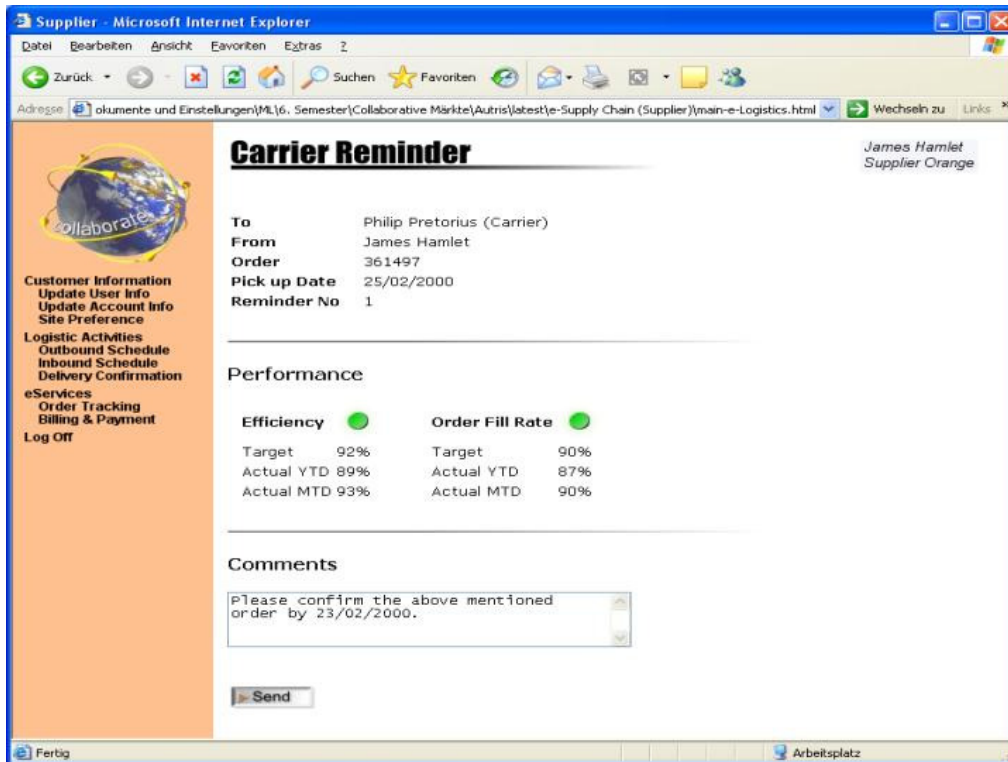 Supplier - Microsoft Internet Explorer
Datei Bearbeiten Ansicht Favoriten Extras ?
Zurück Suchen Favoriten
Adresse okumente und Einstellungen\ML\6. Semester\Collaborative Märkte\Autris\latest\e-Supply Chain (Supplier)\main-e-Logistics.html Wechseln zu Links »
collaborate
Customer Information
Update User Info
Update Account Info
Site Preference
Logistic Activities
Outbound Schedule
Inbound Schedule
Delivery Confirmation
eServices
Order Tracking
Billing & Payment
Log Off
Carrier Reminder
James Hamlet
Supplier Orange
To Philip Pretorius (Carrier)
From James Hamlet
Order 361497
Pick up Date 25/02/2000
Reminder No 1
Performance
Efficiency Order Fill Rate
Target 92% Target 90%
Actual YTD 89% Actual YTD 87%
Actual MTD 93% Actual MTD 90%
Comments
Please confirm the above mentioned
order by 23/02/2000.
Send
Fertig Arbeitsplatz